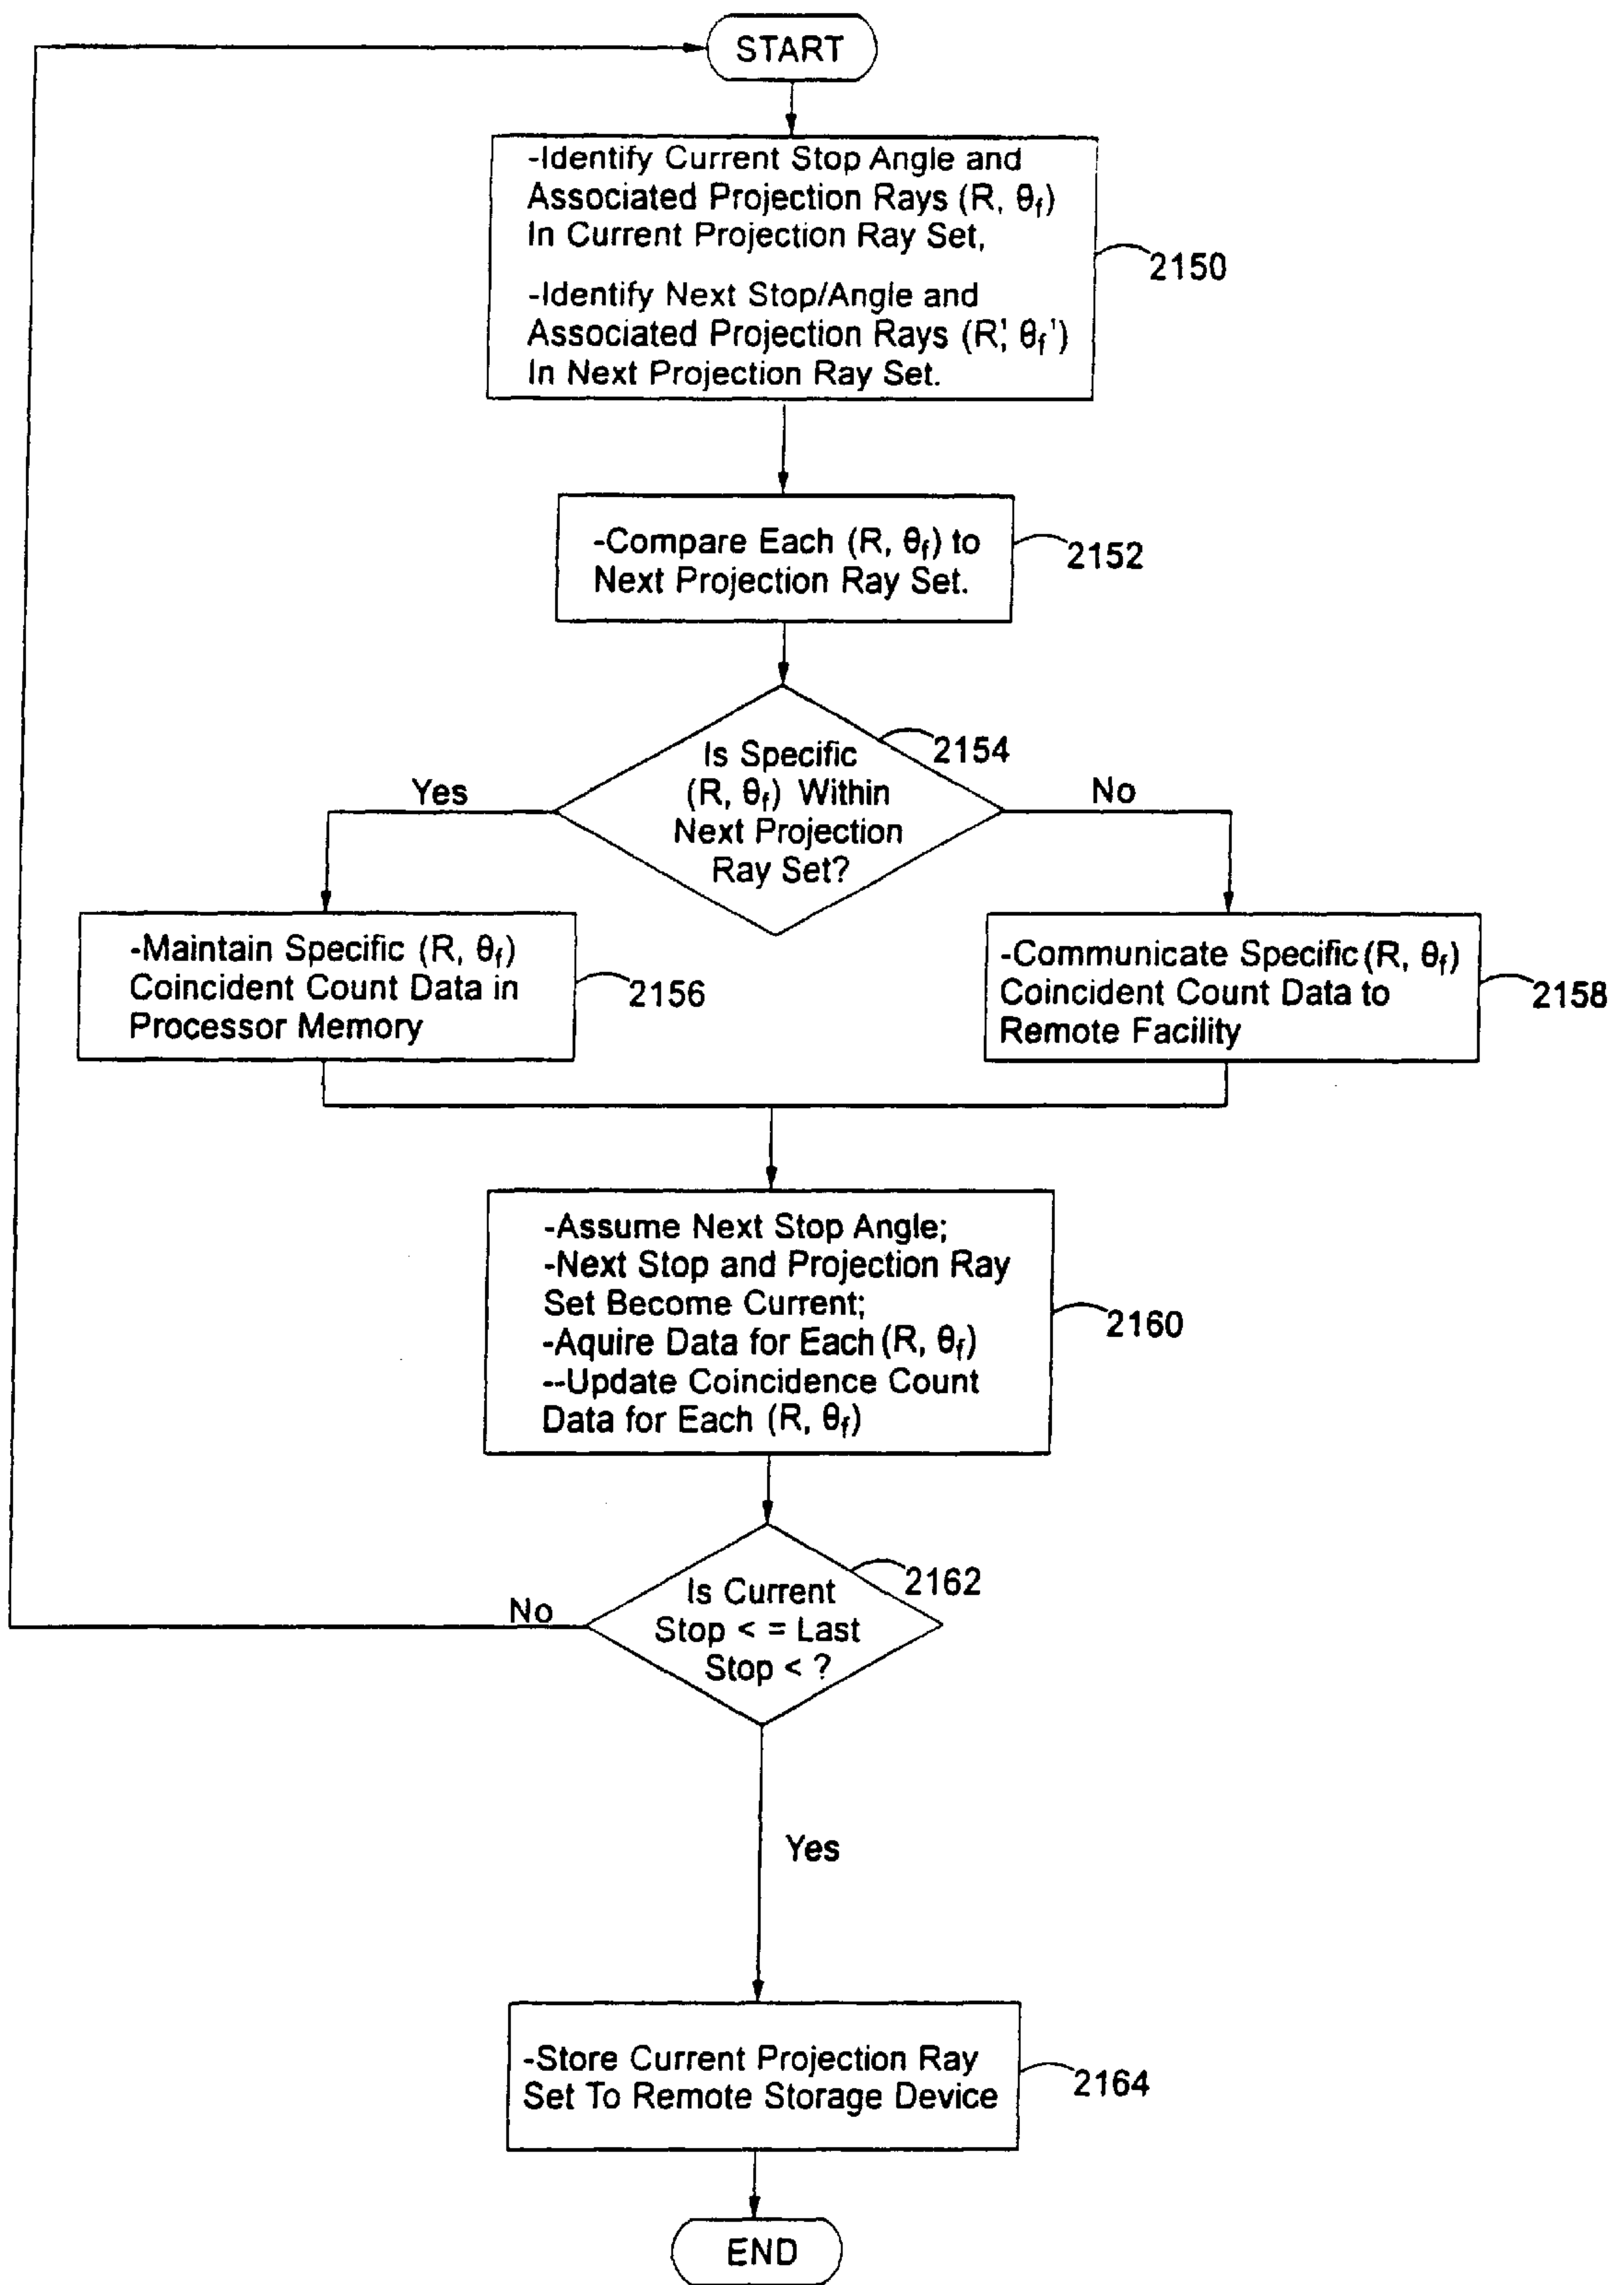 START
-Identify Current Stop Angle and
Associated Projection Rays (R, θf)
In Current Projection Ray Set,
-Identify Next Stop/Angle and
Associated Projection Rays (R', θf')
In Next Projection Ray Set.
2150
-Compare Each (R, θf) to
Next Projection Ray Set.
2152
Is Specific
(R, θf) Within
Next Projection
Ray Set?
2154
Yes
No
-Maintain Specific (R, θf)
Coincident Count Data in
Processor Memory
2156
-Communicate Specific (R, θf)
Coincident Count Data to
Remote Facility
2158
-Assume Next Stop Angle;
-Next Stop and Projection Ray
Set Become Current;
-Aquire Data for Each (R, θf)
--Update Coincidence Count
Data for Each (R, θf)
2160
Is Current
Stop < = Last
Stop < ?
2162
No
Yes
-Store Current Projection Ray
Set To Remote Storage Device
2164
END